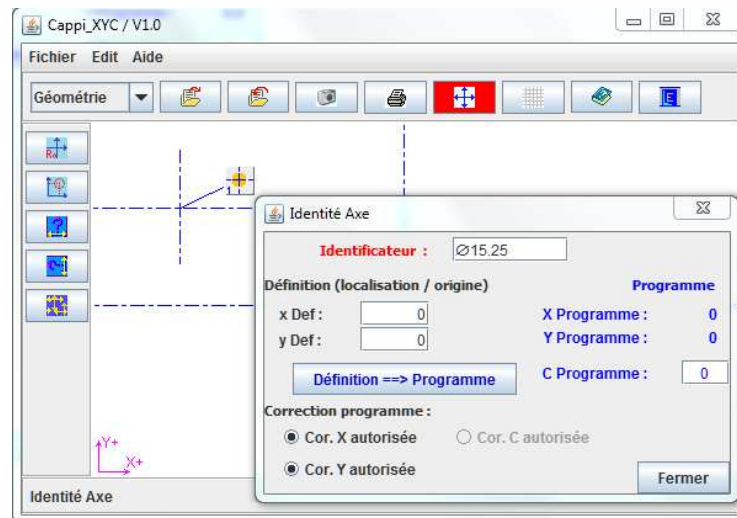 Cappi_XYC / V1.0
Fichier Edit Aide
Géométrie
E
Identité Axe
Identificateur : ∅15.25
Définition (localisation / origine) Programme
x Def : 0 X Programme : 0
y Def : 0 Y Programme : 0
Définition ==> Programme C Programme : 0
Correction programme :
Cor. X autorisée Cor. C autorisée
Cor. Y autorisée
Fermer
Y+
X+
Identité Axe